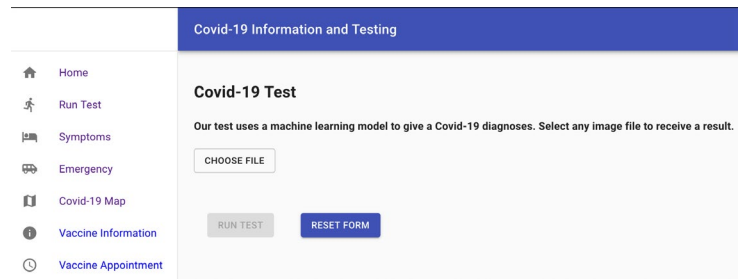 Covid-19 Information and Testing
Home
Run Test
Symptoms
Emergency
Covid-19 Map
Vaccine Information
Vaccine Appointment
Covid-19 Test
Our test uses a machine learning model to give a Covid-19 diagnoses. Select any image file to receive a result.
CHOOSE FILE
RUN TEST
RESET FORM